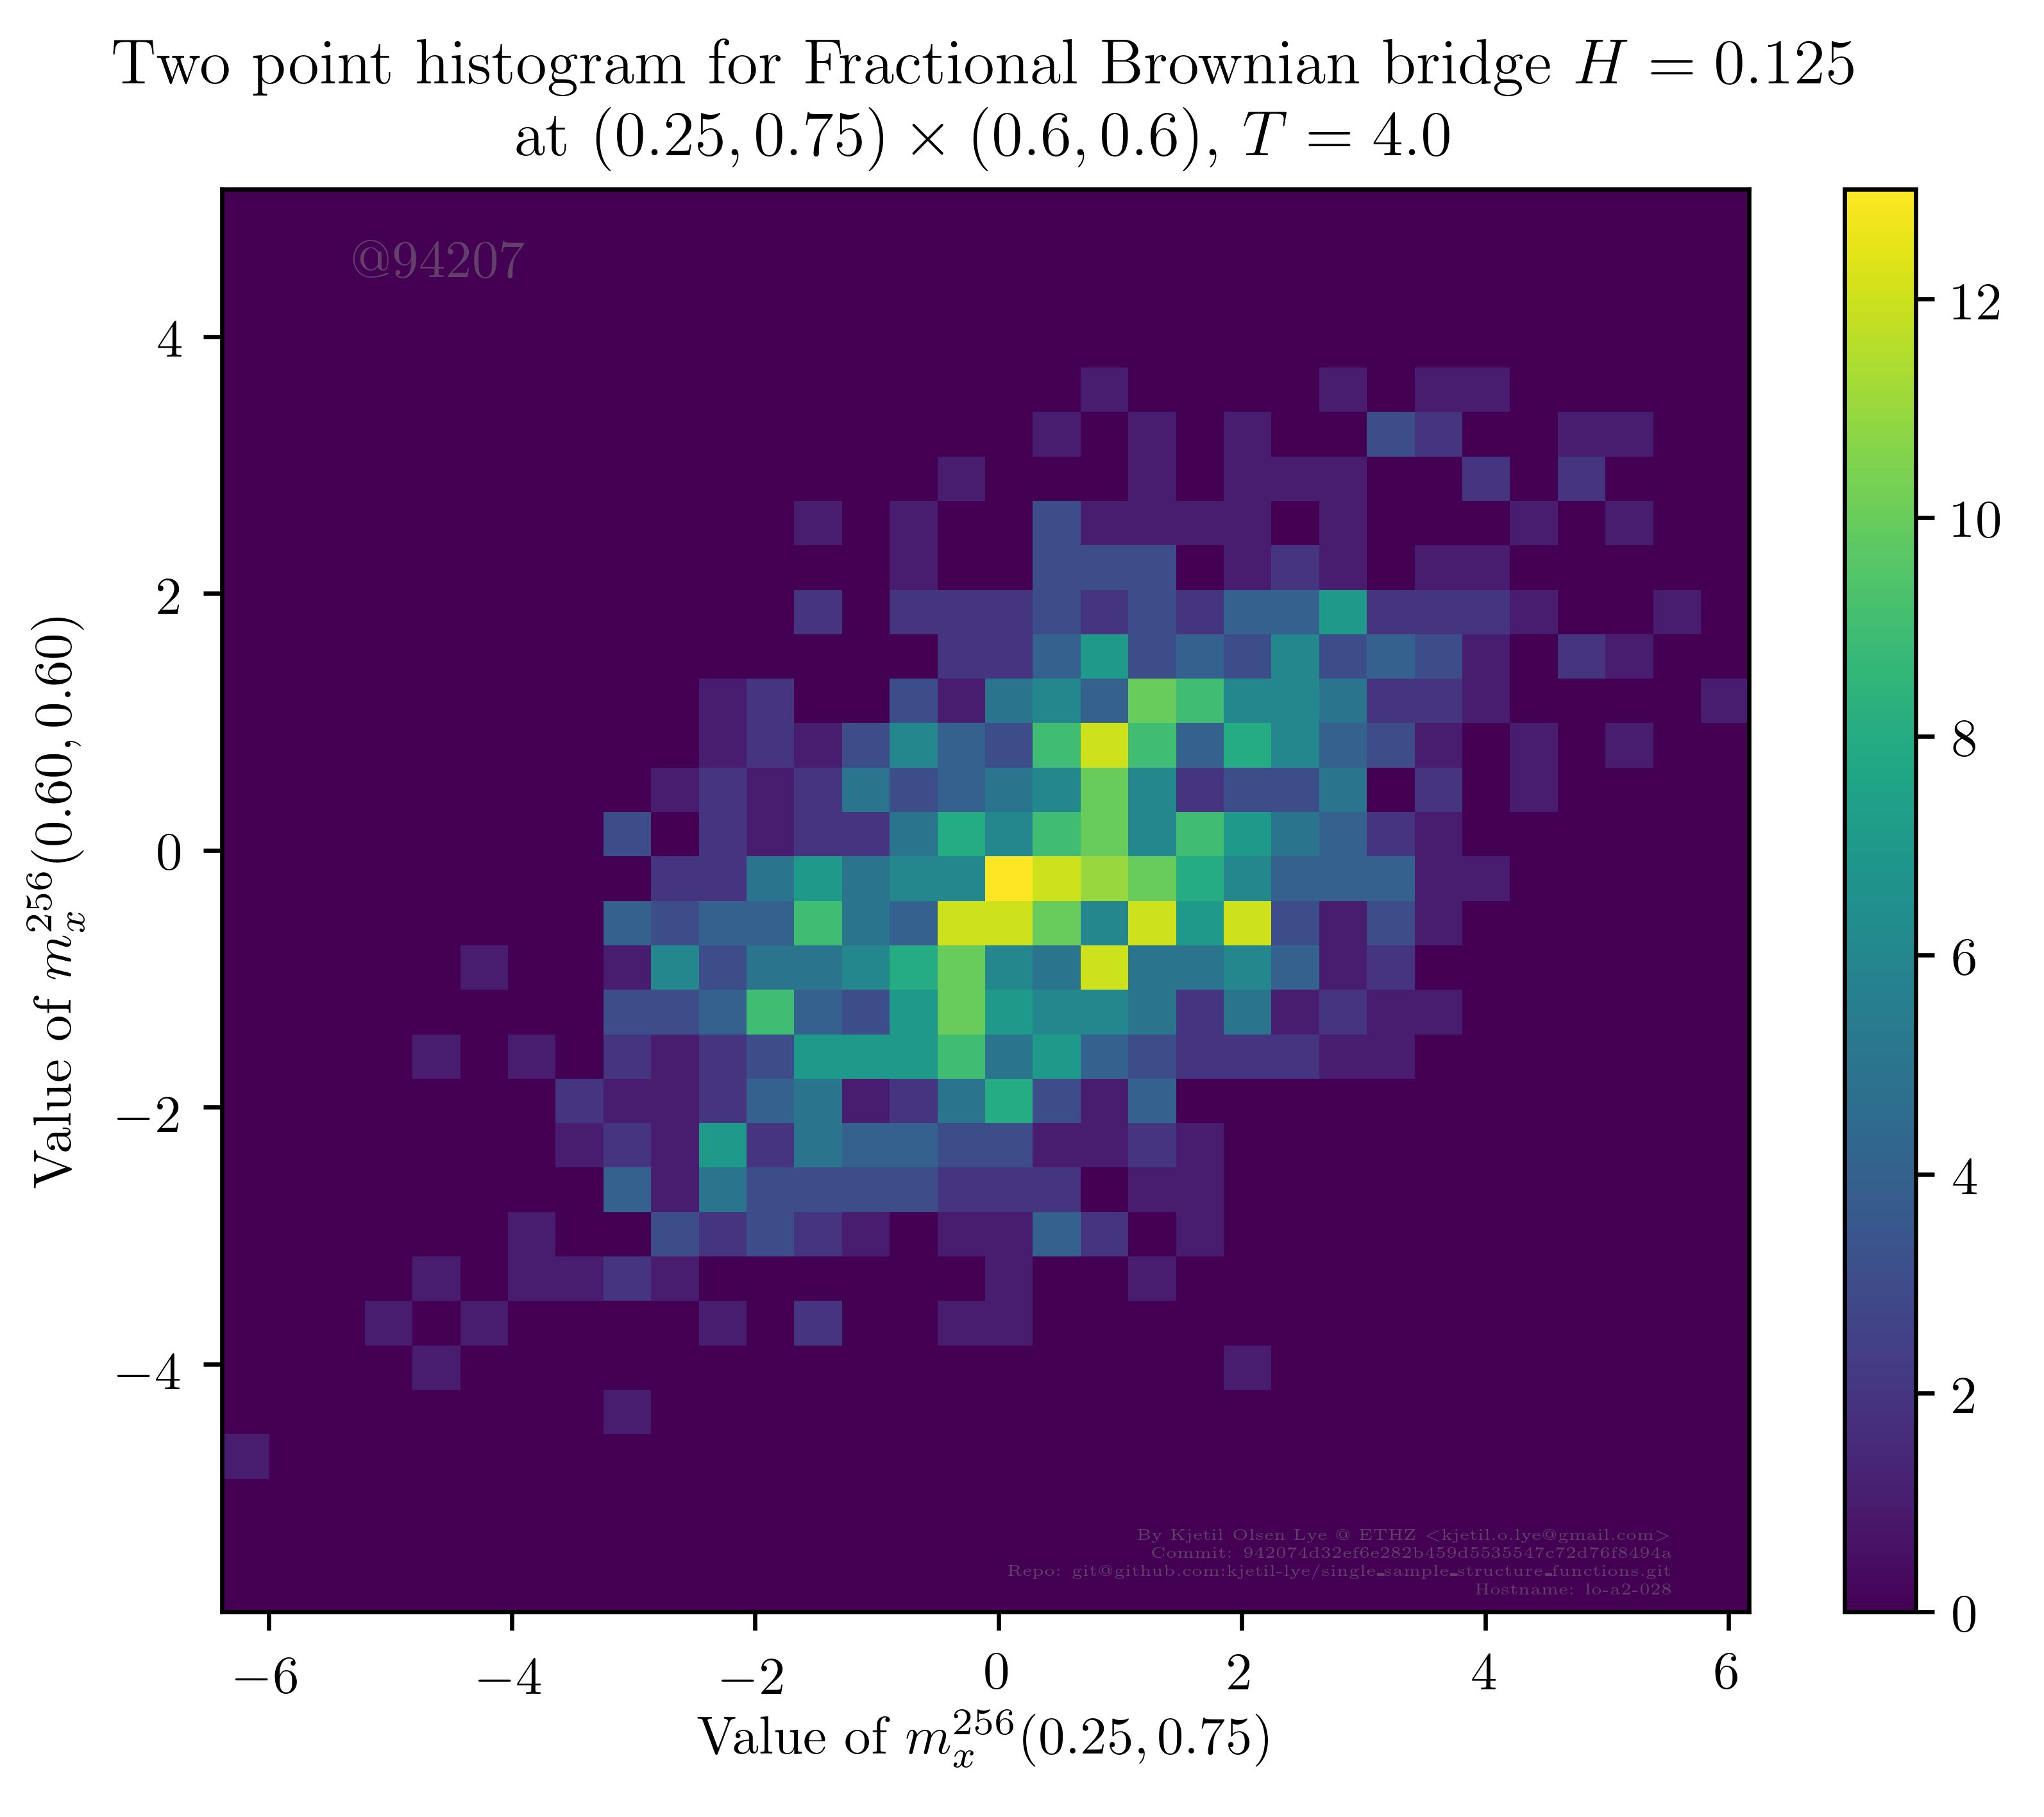 Two point histogram for Fractional Brownian bridge H = 0.125
at (0.25, 0.75) × (0.6, 0.6), T = 4.0
@94207
4
2
0
−2
−4
Value of m_x^256(0.60, 0.60)
−6
−4
−2
0
2
4
6
Value of m_x^256(0.25, 0.75)
12
10
8
6
4
2
0
By Kjetil Olsen Lye @ ETHZ <kjetil.o.lye@gmail.com>
Commit: 942074d32ef6e282b459d5535547c72d76f8494a
Repo: git@github.com:kjetil-lye/single_sample_structure_functions.git
Hostname: lo-a2-028